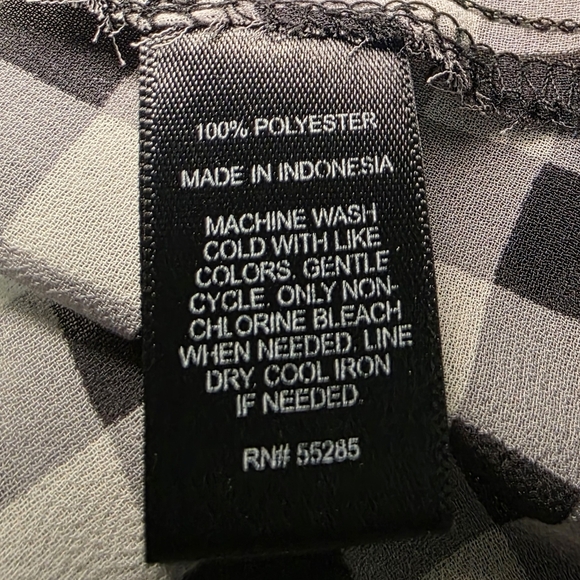 100% POLYESTER
MADE IN INDONESIA
MACHINE WASH
COLD WITH LIKE
COLORS, GENTLE
CYCLE. ONLY NON-
CHLORINE BLEACH
WHEN NEEDED. LINE
DRY, COOL IRON
IF NEEDED.
RN# 55285